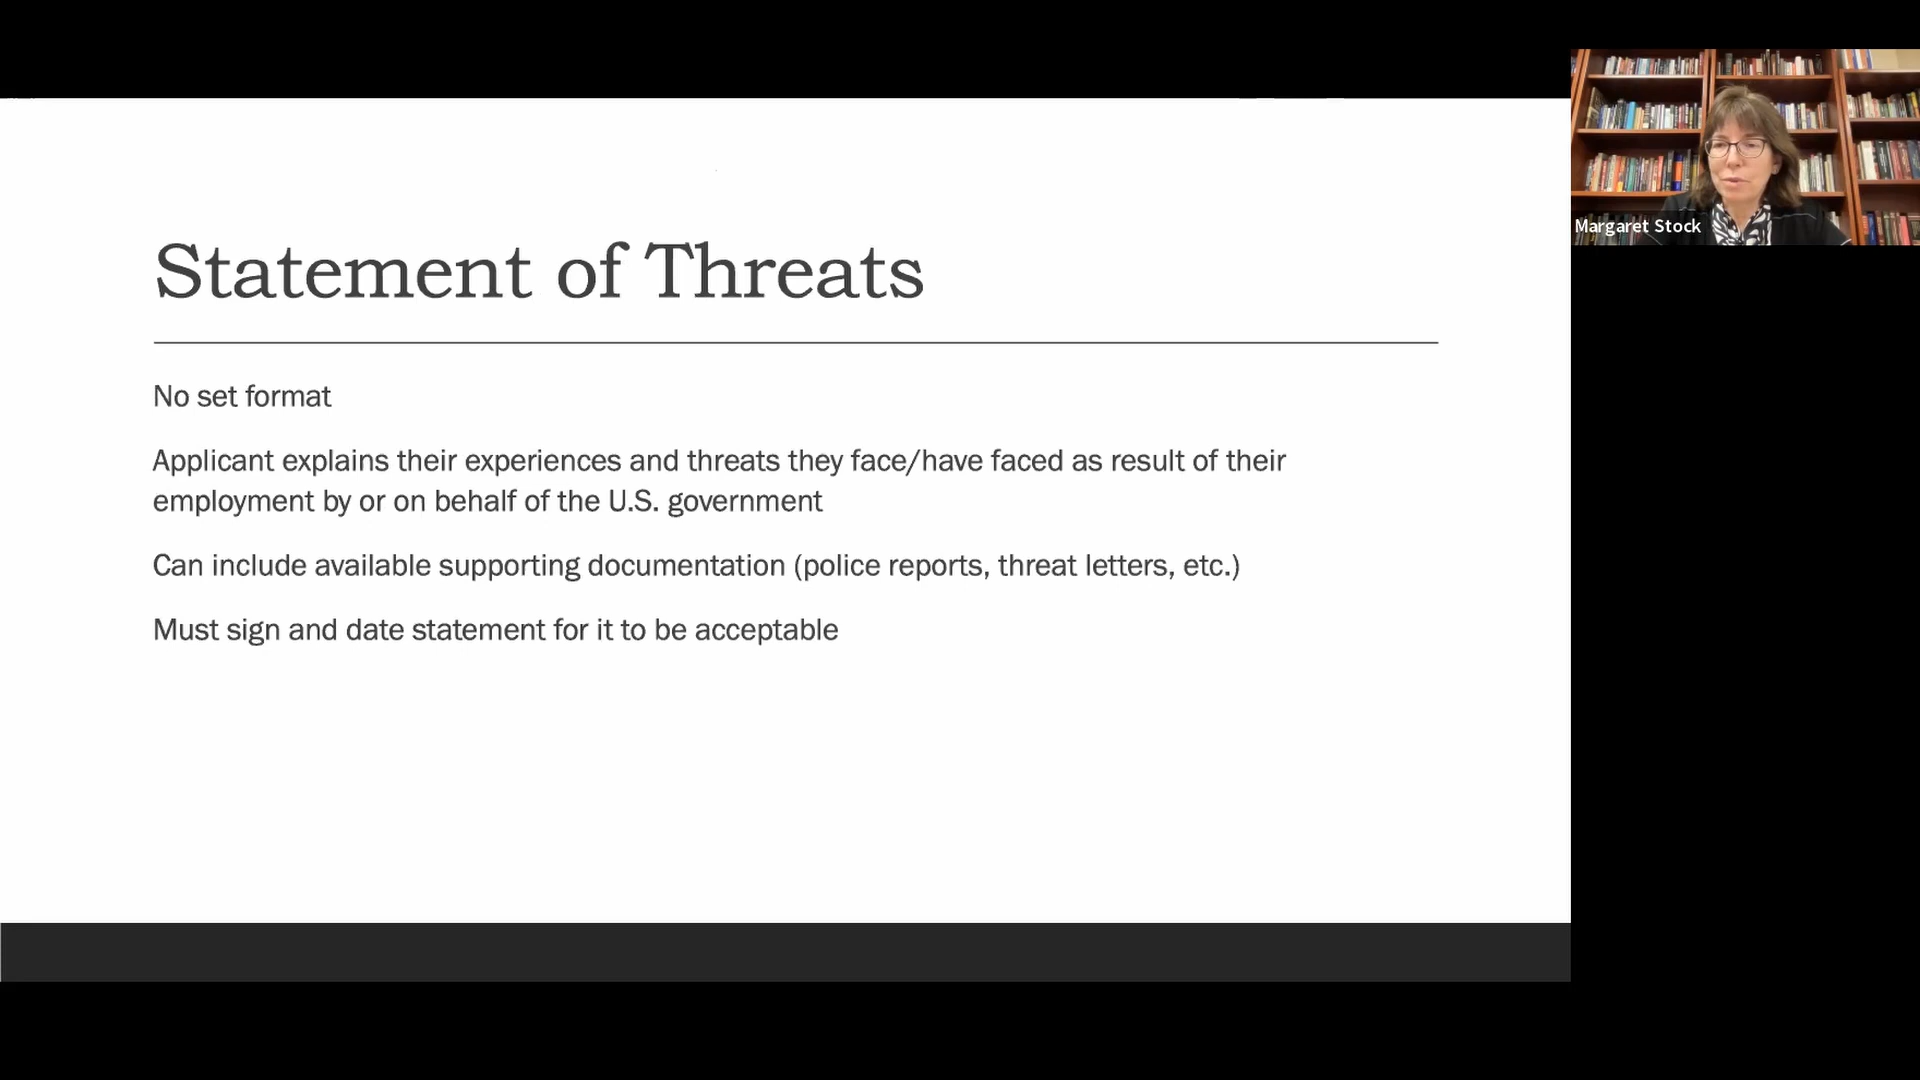 Statement of Threats
No set format
Applicant explains their experiences and threats they face/have faced as result of their
employment by or on behalf of the U.S. government
Can include available supporting documentation (police reports, threat letters, etc.)
Must sign and date statement for it to be acceptable
Margaret Stock